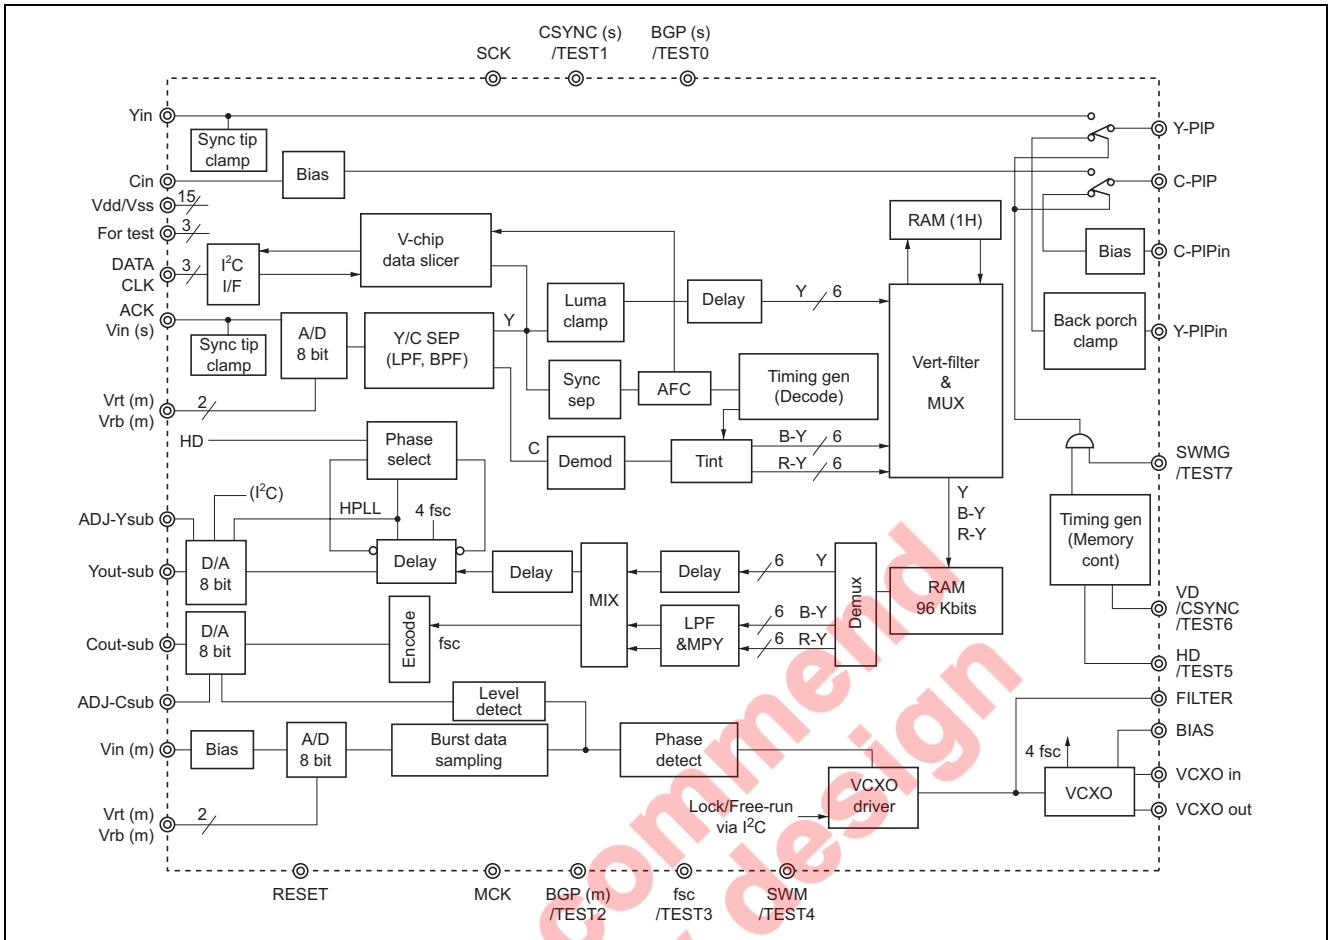 CSYNC (s)
/TEST1
BGP (s)
/TEST0
SCK
Yin
Sync tip
clamp
Y-PIP
Cin
Bias
C-PIP
Vdd/Vss
15
For test
3
DATA
CLK
3
I²C
I/F
V-chip
data slicer
RAM (1H)
Bias
C-PIPin
ACK
Vin (s)
Sync tip
clamp
A/D
8 bit
Y/C SEP
(LPF, BPF)
Y
Luma
clamp
Delay
Y
6
Vert-filter
&
MUX
Back porch
clamp
Y-PIPin
Sync
sep
AFC
Timing gen
(Decode)
Vrt (m)
Vrb (m)
2
HD
Phase
select
C
Demod
Tint
B-Y
6
R-Y
6
SWMG
/TEST7
(I²C)
HPLL
4 fsc
Y
B-Y
R-Y
Timing gen
(Memory
cont)
ADJ-Ysub
Yout-sub
D/A
8 bit
Delay
Delay
MIX
Delay
6
Y
Demux
RAM
96 Kbits
VD
/CSYNC
/TEST6
Cout-sub
D/A
8 bit
Encode
fsc
LPF
&MPY
6
B-Y
6
R-Y
HD
/TEST5
ADJ-Csub
Level
detect
FILTER
BIAS
Vin (m)
Bias
A/D
8 bit
Burst data
sampling
Phase
detect
4 fsc
VCXO
driver
VCXO
VCXO in
VCXO out
Lock/Free-run
via I²C
Vrt (m)
Vrb (m)
2
RESET
MCK
BGP (m)
/TEST2
fsc
/TEST3
SWM
/TEST4
commend
design